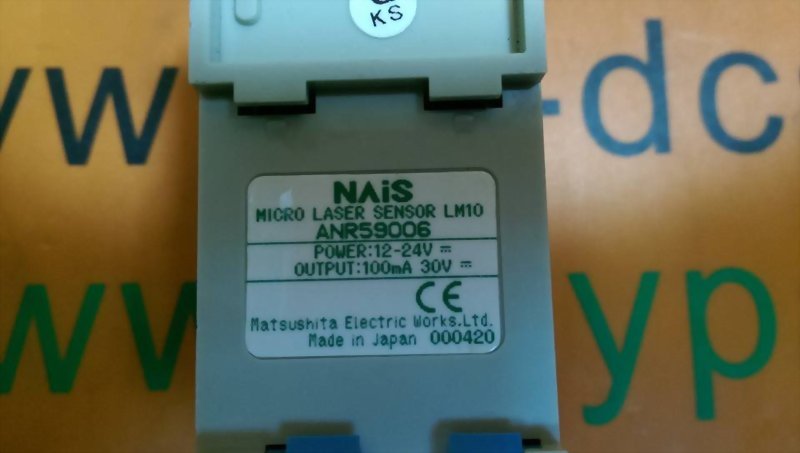 KS
NAiS
MICRO LASER SENSOR LM10
ANR59006
POWER:12-24V ⎓
OUTPUT:100mA 30V ⎓
CE
Matsushita Electric Works.Ltd.
Made in Japan 000420